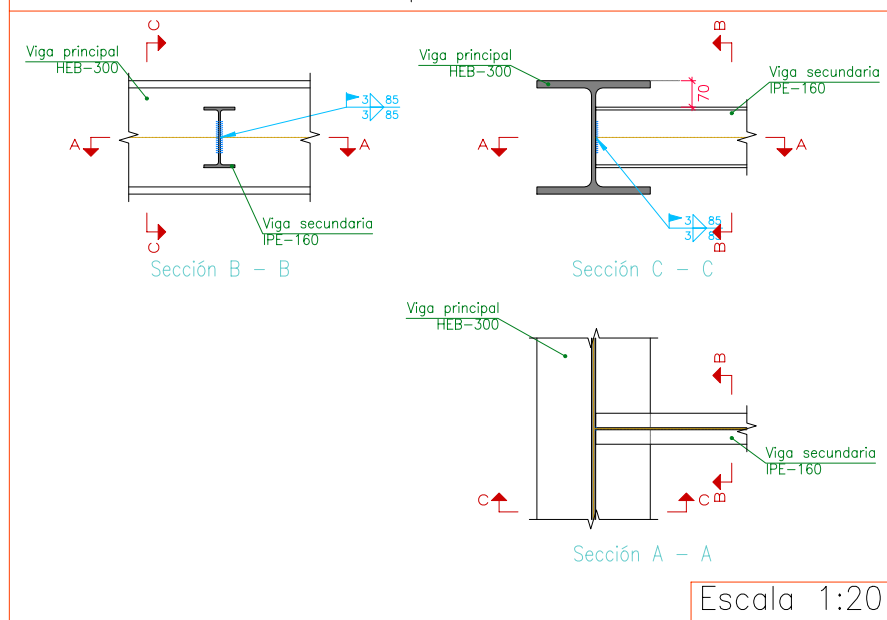 C
B
Viga principal
HEB-300
Viga principal
HEB-300
Viga secundaria
IPE-160
3 85
3 85
70
A
A
A
A
Viga secundaria
IPE-160
3 85
3 85
C
B
Sección B - B
Sección C - C
Viga principal
HEB-300
B
Viga secundaria
IPE-160
C
C
B
Sección A - A
Escala 1:20